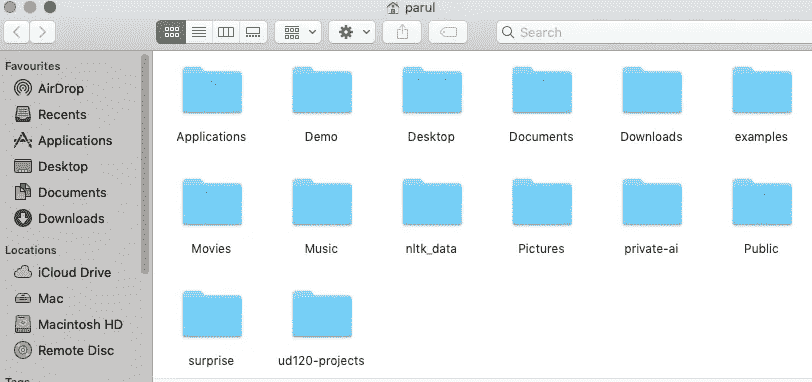 parul
Search
Favourites
AirDrop
Recents
Applications
Desktop
Documents
Downloads
Locations
iCloud Drive
Mac
Macintosh HD
Remote Disc
Tags
Applications Demo Desktop Documents Downloads examples
Movies Music nltk_data Pictures private-ai Public
surprise ud120-projects